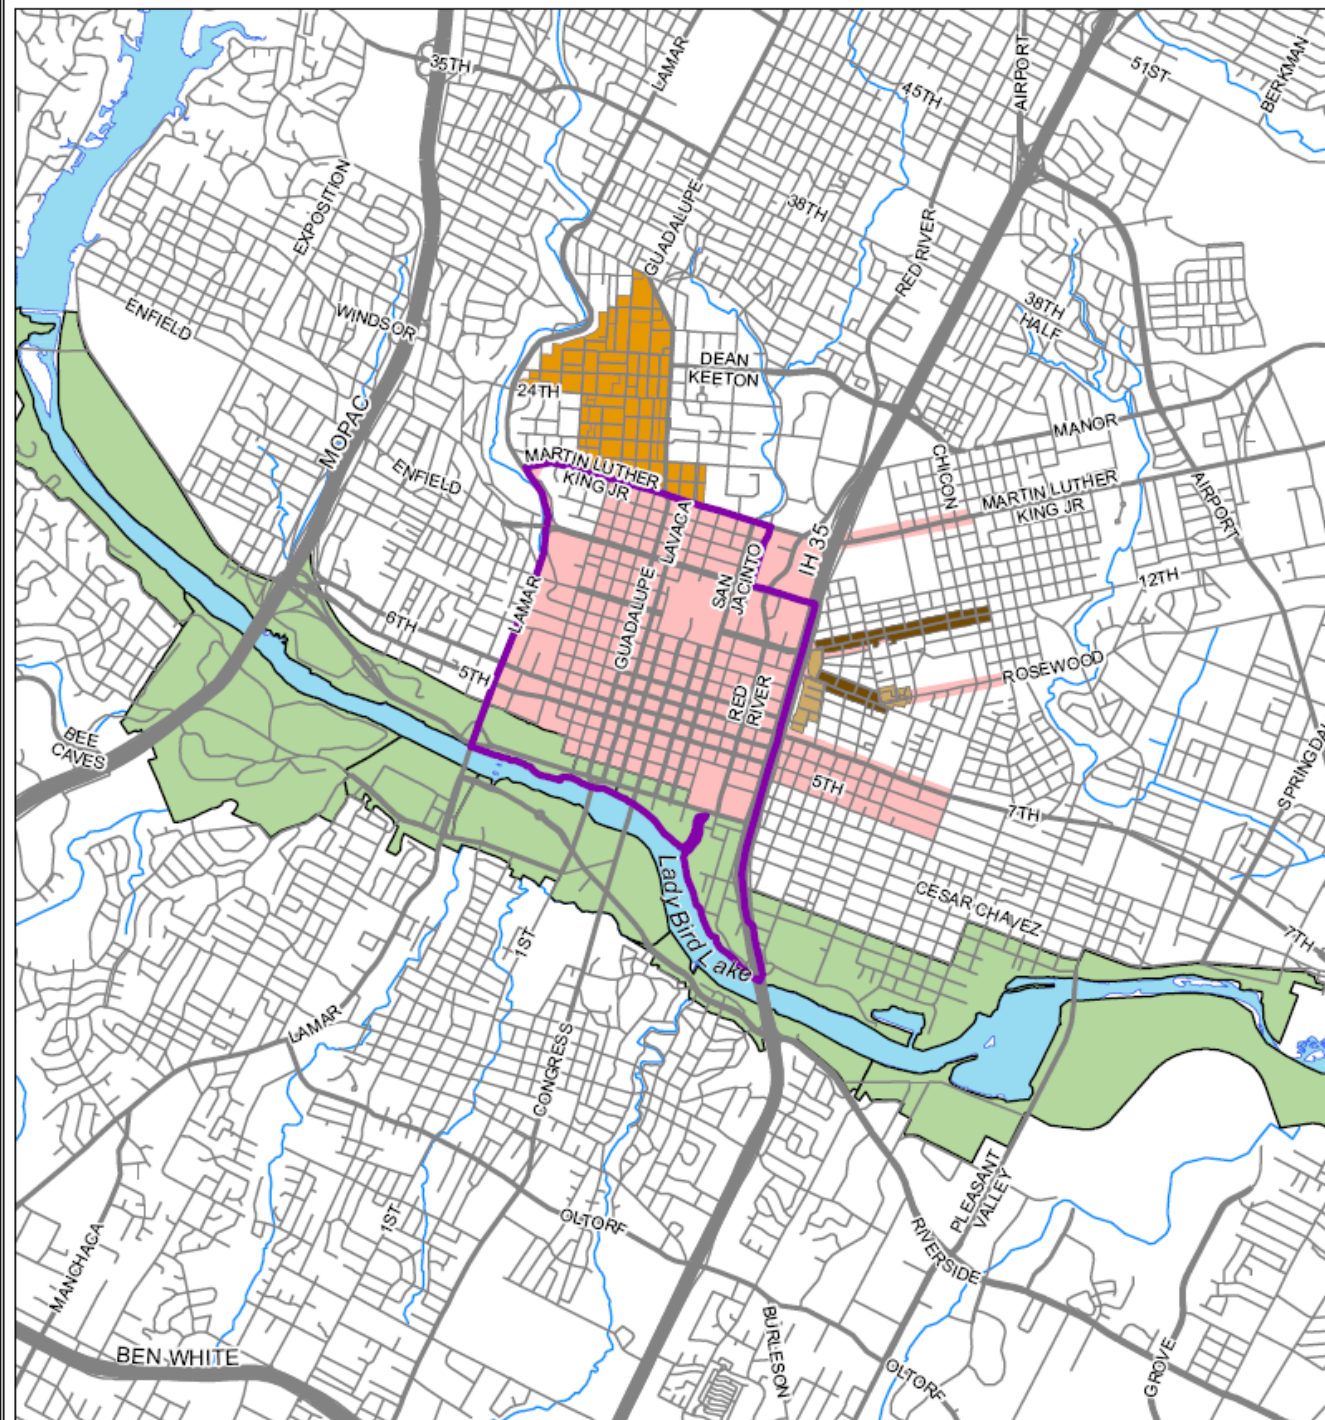 35TH
LAMAR
45TH
AIRPORT
51ST
BERKMAN
EXPOSITION
GUADALUPE
38TH
RED RIVER
ENFIELD
WINDSOR
38TH
HALF
DEAN
KEETON
24TH
MOPAC
MANOR
ENFIELD
MARTIN LUTHER
KING JR
CHICON
MARTIN LUTHER
KING JR
AIRPORT
LAVACA
IH 35
SAN
JACINTO
12TH
LAMAR
GUADALUPE
6TH
5TH
RED
RIVER
ROSEWOOD
BEE
CAVES
5TH
7TH
SPRINGDAL
Lady Bird Lake
CESAR CHAVEZ
7TH
1ST
LAMAR
CONGRESS
PLEASANT
VALLEY
1ST
OLTORF
MANCHACA
RIVERSIDE
BEN WHITE
BURLESON
OLTORF
GROVE